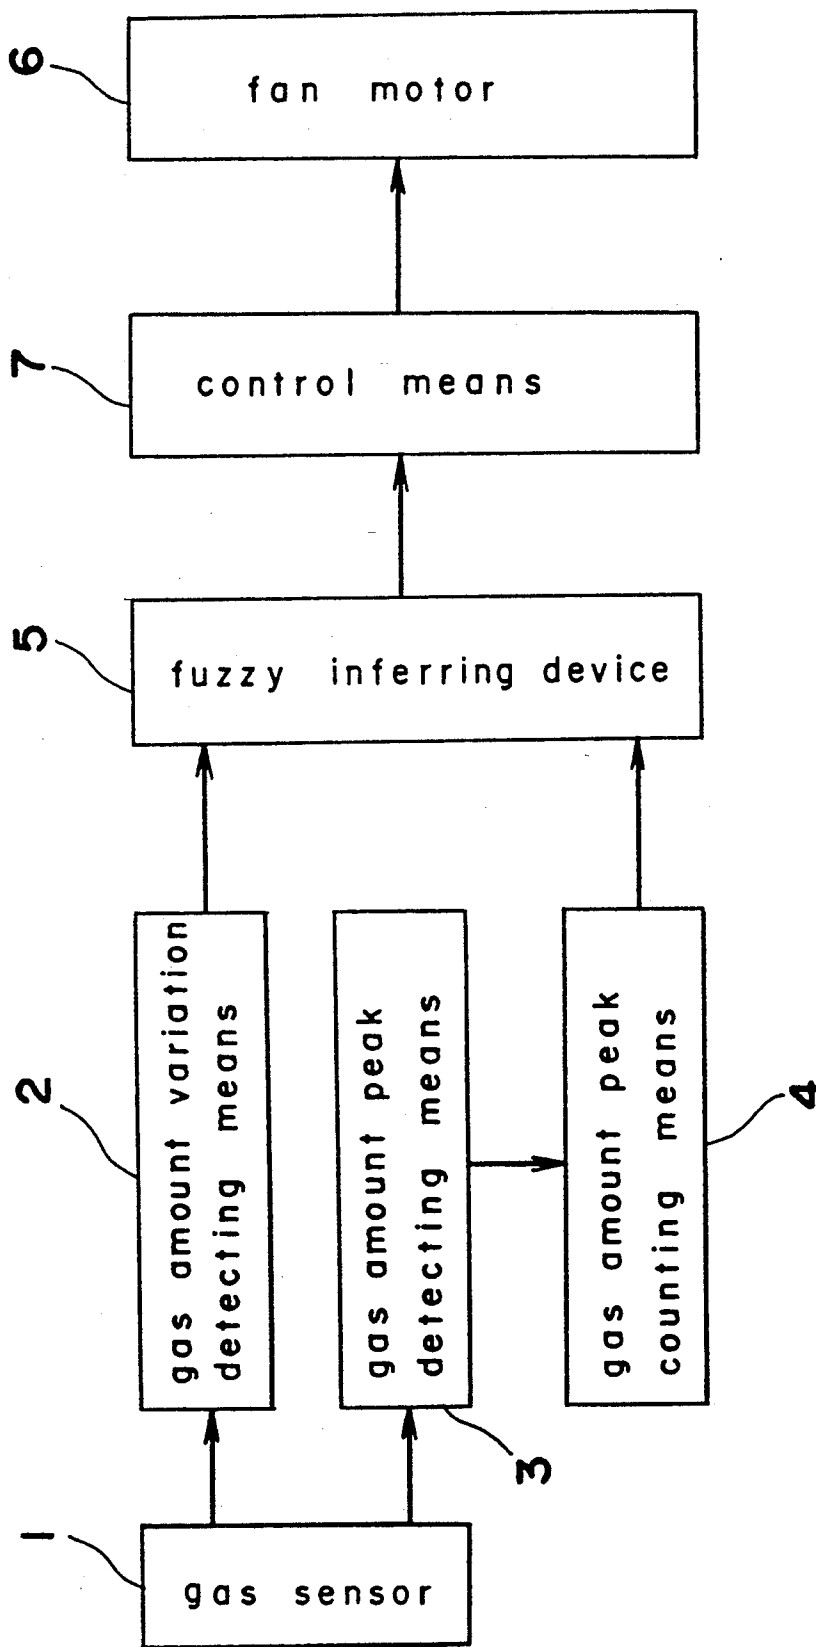 6
fan motor
7
control means
5
fuzzy inferring device
2
gas amount variation
detecting means
gas amount peak
detecting means
3
gas amount peak
counting means
4
1
gas sensor